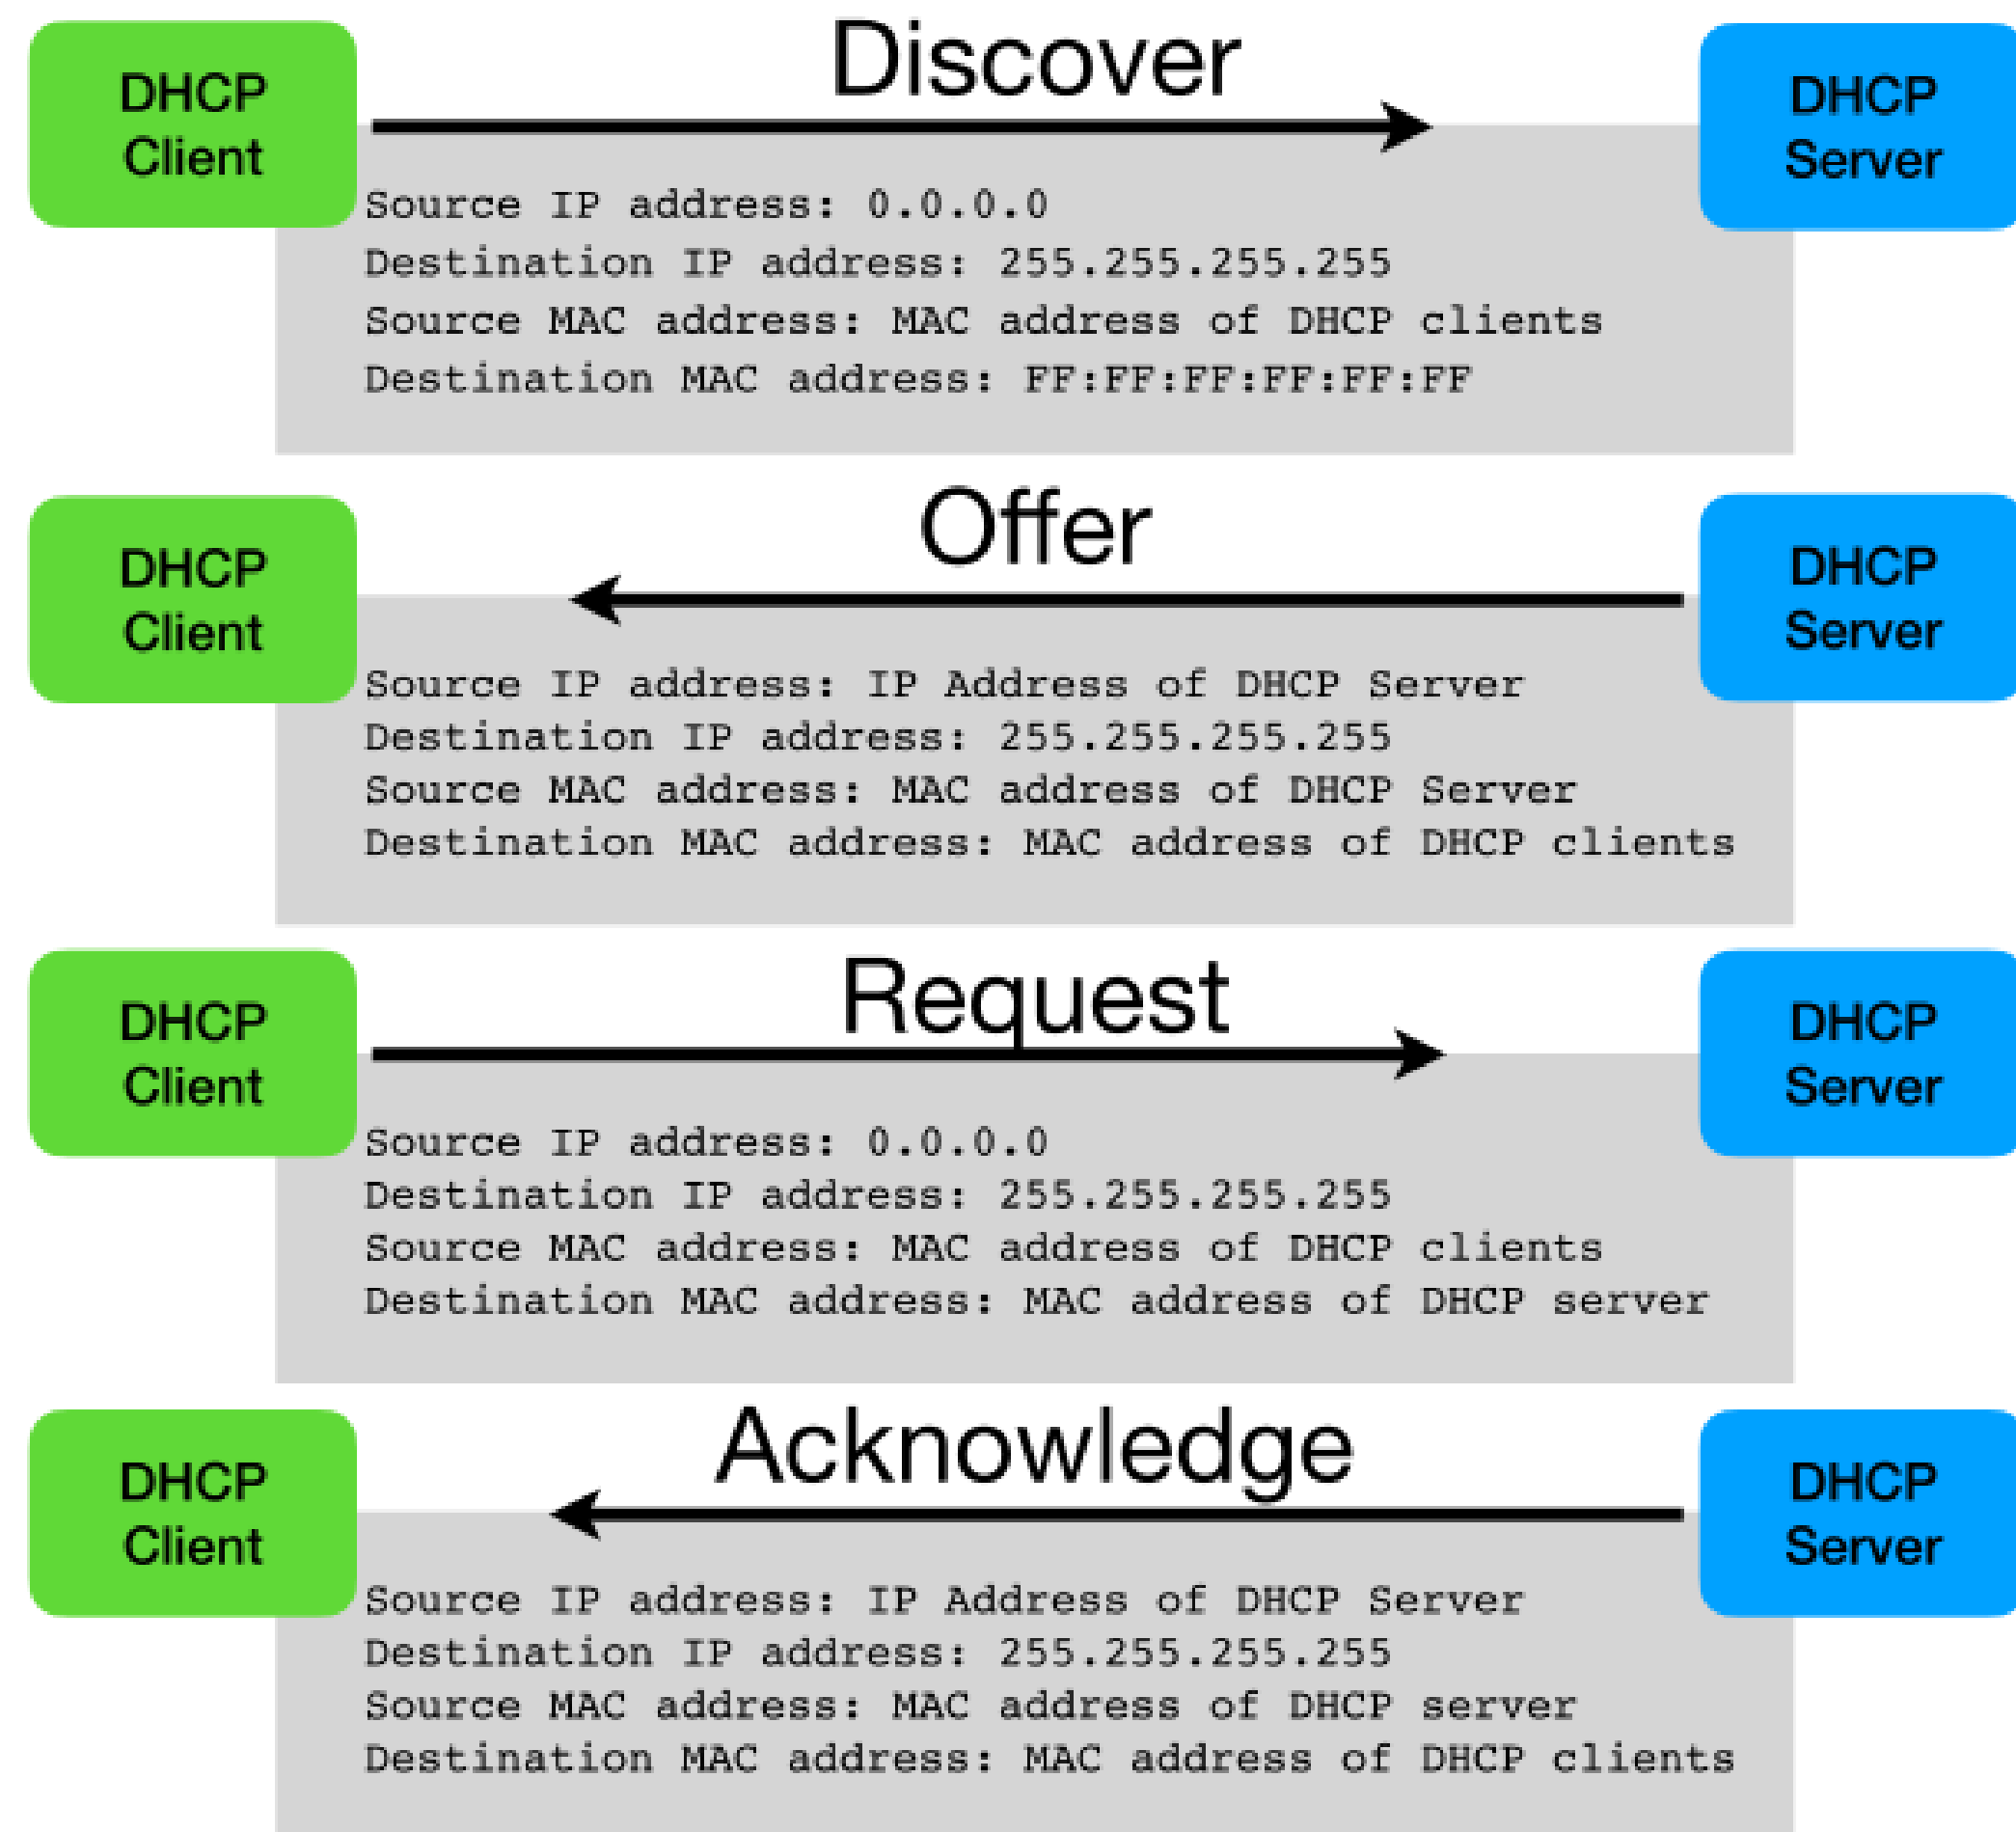 Discover
DHCP
Client
DHCP
Server
Source IP address: 0.0.0.0
Destination IP address: 255.255.255.255
Source MAC address: MAC address of DHCP clients
Destination MAC address: FF:FF:FF:FF:FF:FF
Offer
DHCP
Client
DHCP
Server
Source IP address: IP Address of DHCP Server
Destination IP address: 255.255.255.255
Source MAC address: MAC address of DHCP Server
Destination MAC address: MAC address of DHCP clients
Request
DHCP
Client
DHCP
Server
Source IP address: 0.0.0.0
Destination IP address: 255.255.255.255
Source MAC address: MAC address of DHCP clients
Destination MAC address: MAC address of DHCP server
Acknowledge
DHCP
Client
DHCP
Server
Source IP address: IP Address of DHCP Server
Destination IP address: 255.255.255.255
Source MAC address: MAC address of DHCP server
Destination MAC address: MAC address of DHCP clients